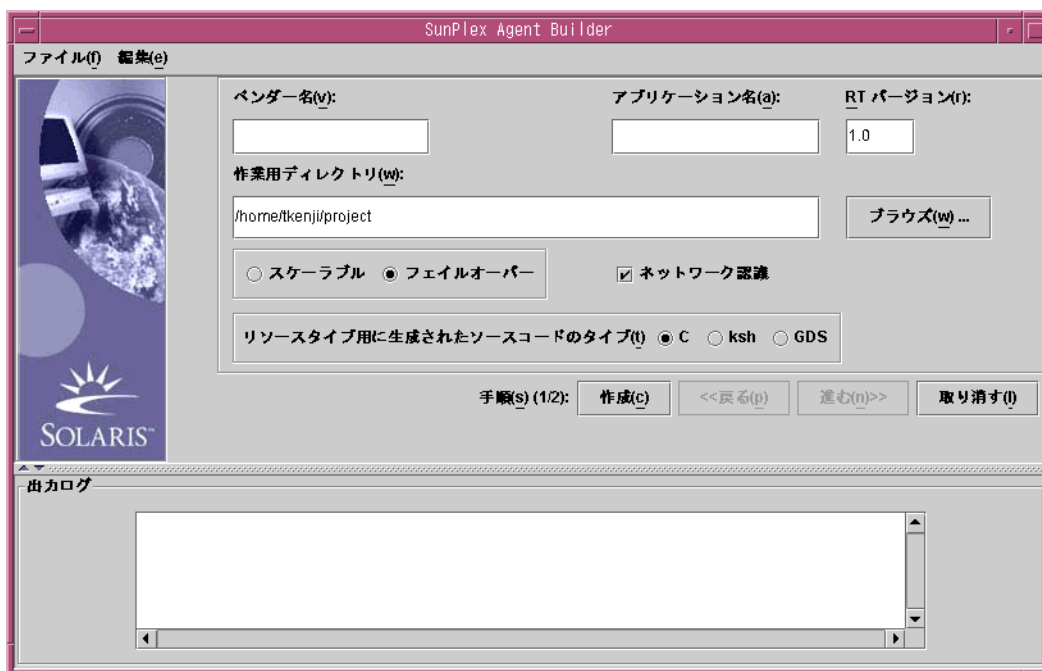 SunPlex Agent Builder
ファイル(f) 編集(e)
ベンダー名(v): アプリケーション名(a): RT バージョン(r):
1.0
作業用ディレクトリ(w):
/home/tkenji/project ブラウズ(w) ...
スケーラブル フェイルオーバー ネットワーク認識
リソースタイプ用に生成されたソースコードのタイプ(t) C ksh GDS
手順(s) (1/2): 作成(c) <<戻る(p) 進む(n)>> 取り消す(l)
SOLARIS™
出力ログ